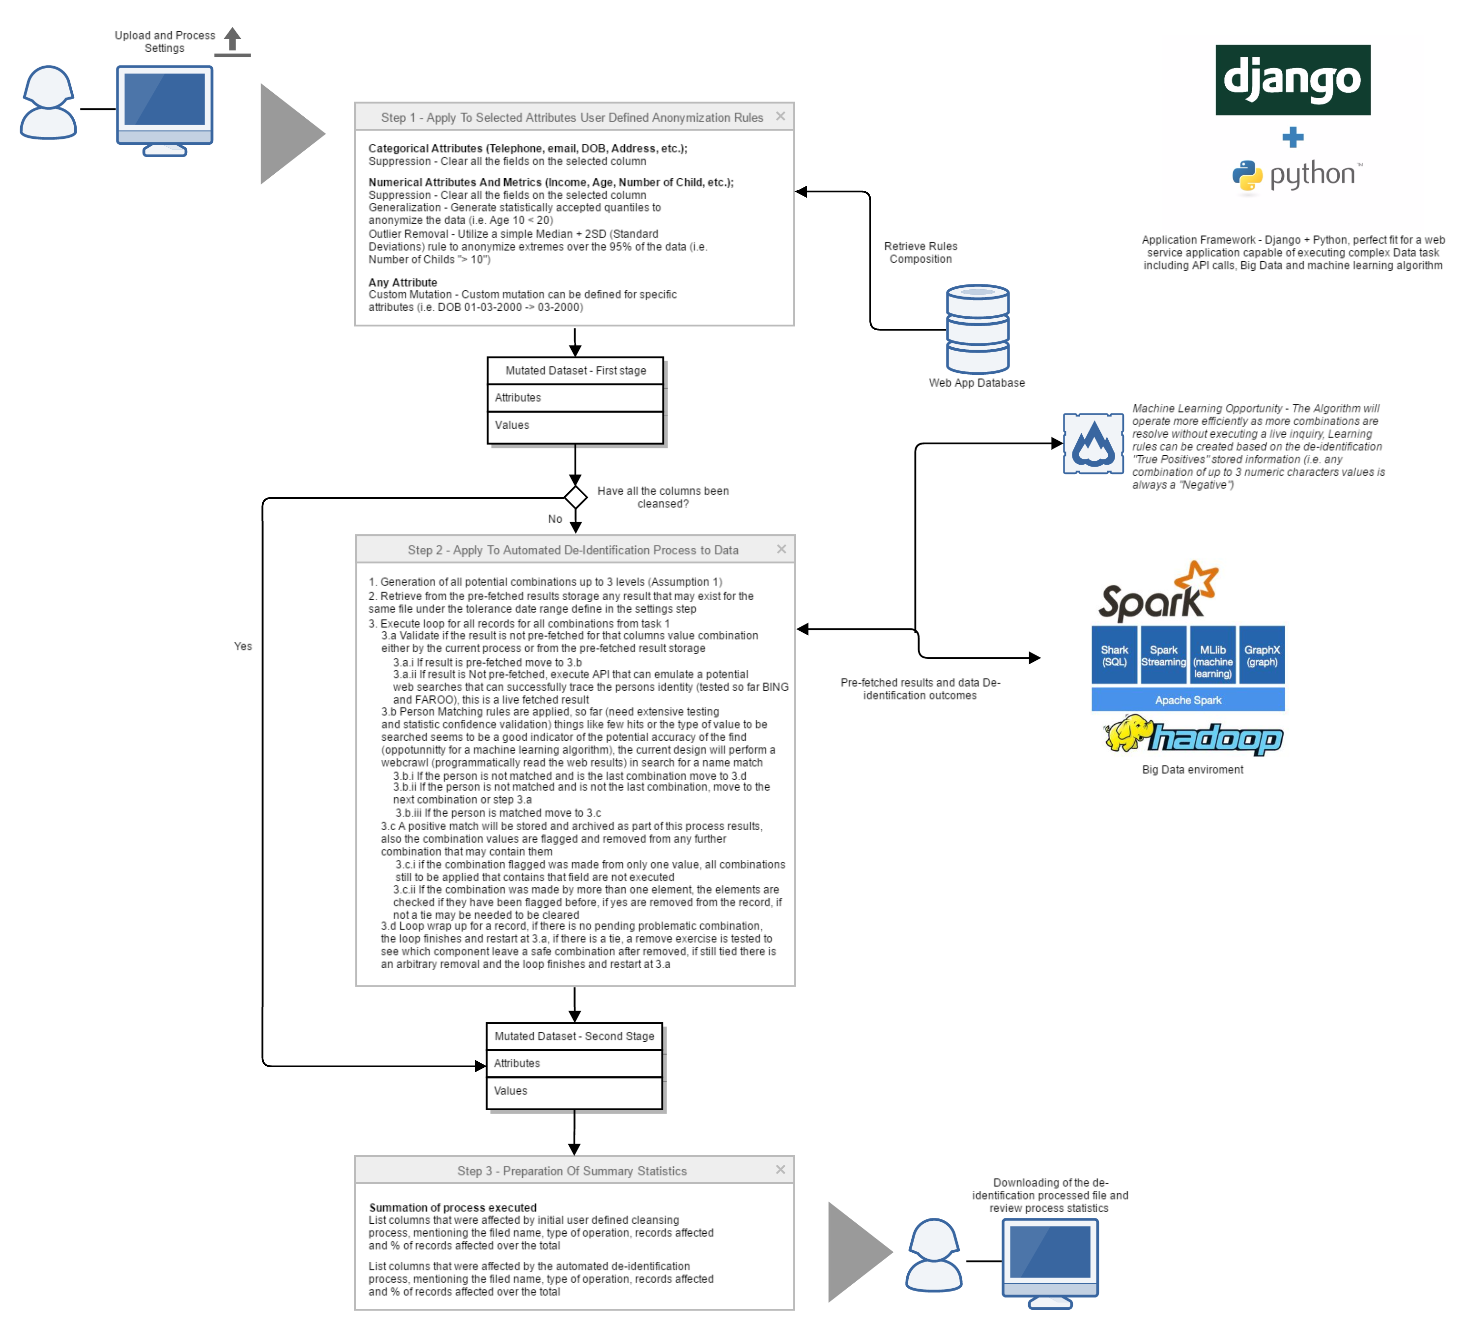 Upload and Process
Settings
django
python™
Application Framework - Django + Python, perfect fit for a web
service application capable of executing complex Data task
including API calls, Big Data and machine learning algorithm
Step 1 - Apply To Selected Attributes User Defined Anonymization Rules
Categorical Attributes (Telephone, email, DOB, Address, etc.);
Suppression - Clear all the fields on the selected column
Numerical Attributes And Metrics (Income, Age, Number of Child, etc.);
Suppression - Clear all the fields on the selected column
Generalization - Generate statistically accepted quantiles to
anonymize the data (i.e. Age 10 < 20)
Outlier Removal - Utilize a simple Median + 2SD (Standard
Deviations) rule to anonymize extremes over the 95% of the data (i.e.
Number of Childs "> 10")
Any Attribute
Custom Mutation - Custom mutation can be defined for specific
attributes (i.e. DOB 01-03-2000 -> 03-2000)
Retrieve Rules
Composition
Web App Database
Mutated Dataset - First stage
Attributes
Values
Machine Learning Opportunity - The Algorithm will
operate more efficiently as more combinations are
resolve without executing a live inquiry, Learning
rules can be created based on the de-identification
"True Positives" stored information (i.e. any
combination of up to 3 numeric characters values is
always a "Negative")
Have all the columns been
cleansed?
No
Yes
Step 2 - Apply To Automated De-Identification Process to Data
1. Generation of all potential combinations up to 3 levels (Assumption 1)
2. Retrieve from the pre-fetched results storage any result that may exist for the
same file under the tolerance date range define in the settings step
3. Execute loop for all records for all combinations from task 1
3.a Validate if the result is not pre-fetched for that columns value combination
either by the current process or from the pre-fetched result storage
3.a.i If result is pre-fetched move to 3.b
3.a.ii If result is Not pre-fetched, execute API that can emulate a potential
web searches that can successfully trace the persons identity (tested so far BING
and FAROO), this is a live fetched result
3.b Person Matching rules are applied, so far (need extensive testing
and statistic confidence validation) things like few hits or the type of value to be
searched seems to be a good indicator of the potential accuracy of the find
(oppotunnitty for a machine learning algorithm), the current design will perform a
webcrawl (programmatically read the web results) in search for a name match
3.b.i If the person is not matched and is the last combination move to 3.d
3.b.ii If the person is not matched and is not the last combination, move to the
next combination or step 3.a
3.b.iii If the person is matched move to 3.c
3.c A positive match will be stored and archived as part of this process results,
also the combination values are flagged and removed from any further
combination that may contain them
3.c.i if the combination flagged was made from only one value, all combinations
still to be applied that contains that field are not executed
3.c.ii If the combination was made by more than one element, the elements are
checked if they have been flagged before, if yes are removed from the record, if
not a tie may be needed to be cleared
3.d Loop wrap up for a record, if there is no pending problematic combination,
the loop finishes and restart at 3.a, if there is a tie, a remove exercise is tested to
see which component leave a safe combination after removed, if still tied there is
an arbitrary removal and the loop finishes and restart at 3.a
Pre-fetched results and data De-
identification outcomes
Spark
Shark
(SQL)
Spark
Streaming
MLlib
(machine
learning)
GraphX
(graph)
Apache Spark
hadoop
Big Data enviroment
Mutated Dataset - Second Stage
Attributes
Values
Step 3 - Preparation Of Summary Statistics
Summation of process executed
List columns that were affected by initial user defined cleansing
process, mentioning the filed name, type of operation, records affected
and % of records affected over the total
List columns that were affected by the automated de-identification
process, mentioning the filed name, type of operation, records affected
and % of records affected over the total
Downloading of the de-
identification processed file and
review process statistics